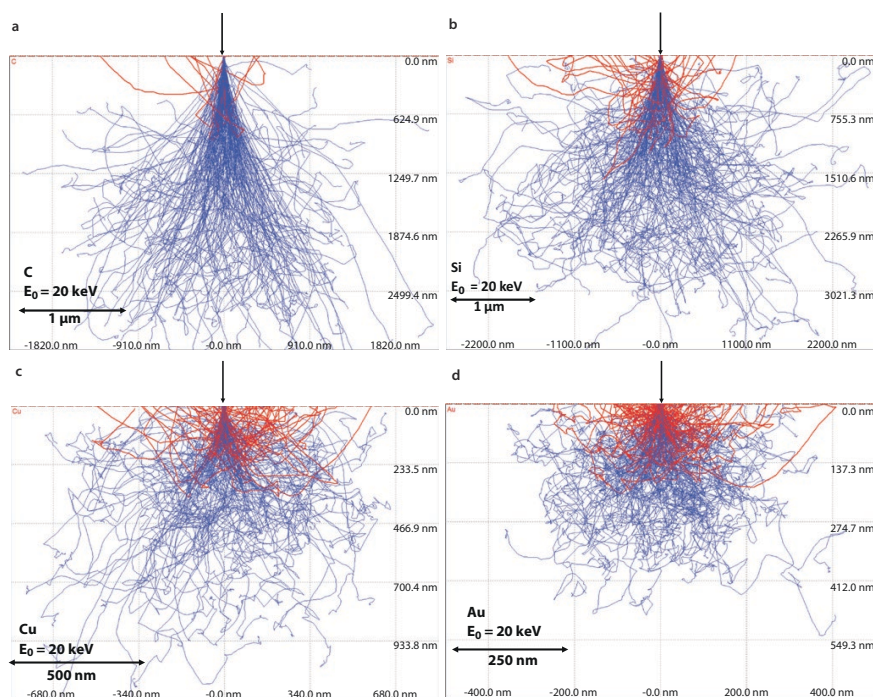 a
C
0.0 nm
624.9 nm
1249.7 nm
1874.6 nm
2499.4 nm
C
E0 = 20 keV
1 µm
-1820.0 nm -910.0 nm -0.0 nm 910.0 nm 1820.0 nm
b
Si
0.0 nm
755.3 nm
1510.6 nm
2265.9 nm
3021.3 nm
Si
E0 = 20 keV
1 µm
-2200.0 nm -1100.0 nm -0.0 nm 1100.0 nm 2200.0 nm
c
Cu
0.0 nm
233.5 nm
466.9 nm
700.4 nm
933.8 nm
Cu
E0 = 20 keV
500 nm
-680.0 nm -340.0 nm -0.0 nm 340.0 nm 680.0 nm
d
Au
0.0 nm
137.3 nm
274.7 nm
412.0 nm
549.3 nm
Au
E0 = 20 keV
250 nm
-400.0 nm -200.0 nm -0.0 nm 200.0 nm 400.0 nm